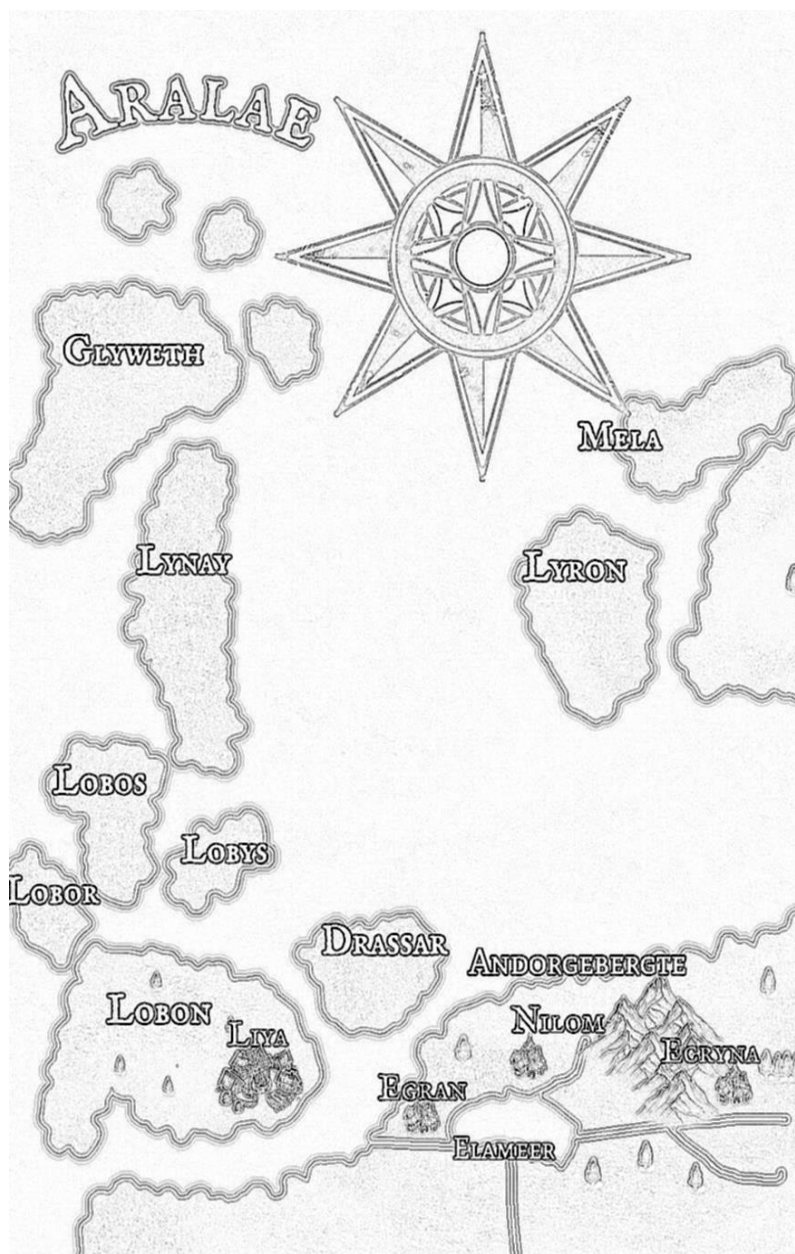 ARALAE
GLYWETH
MELA
LYNAY
LYRON
LOBOS
LOBYS
LOBOR
DRASSAR
ANDORGEBERGTE
LOBON
NILOM
LIYA
EGRYNA
EGRAN
ELAMEER